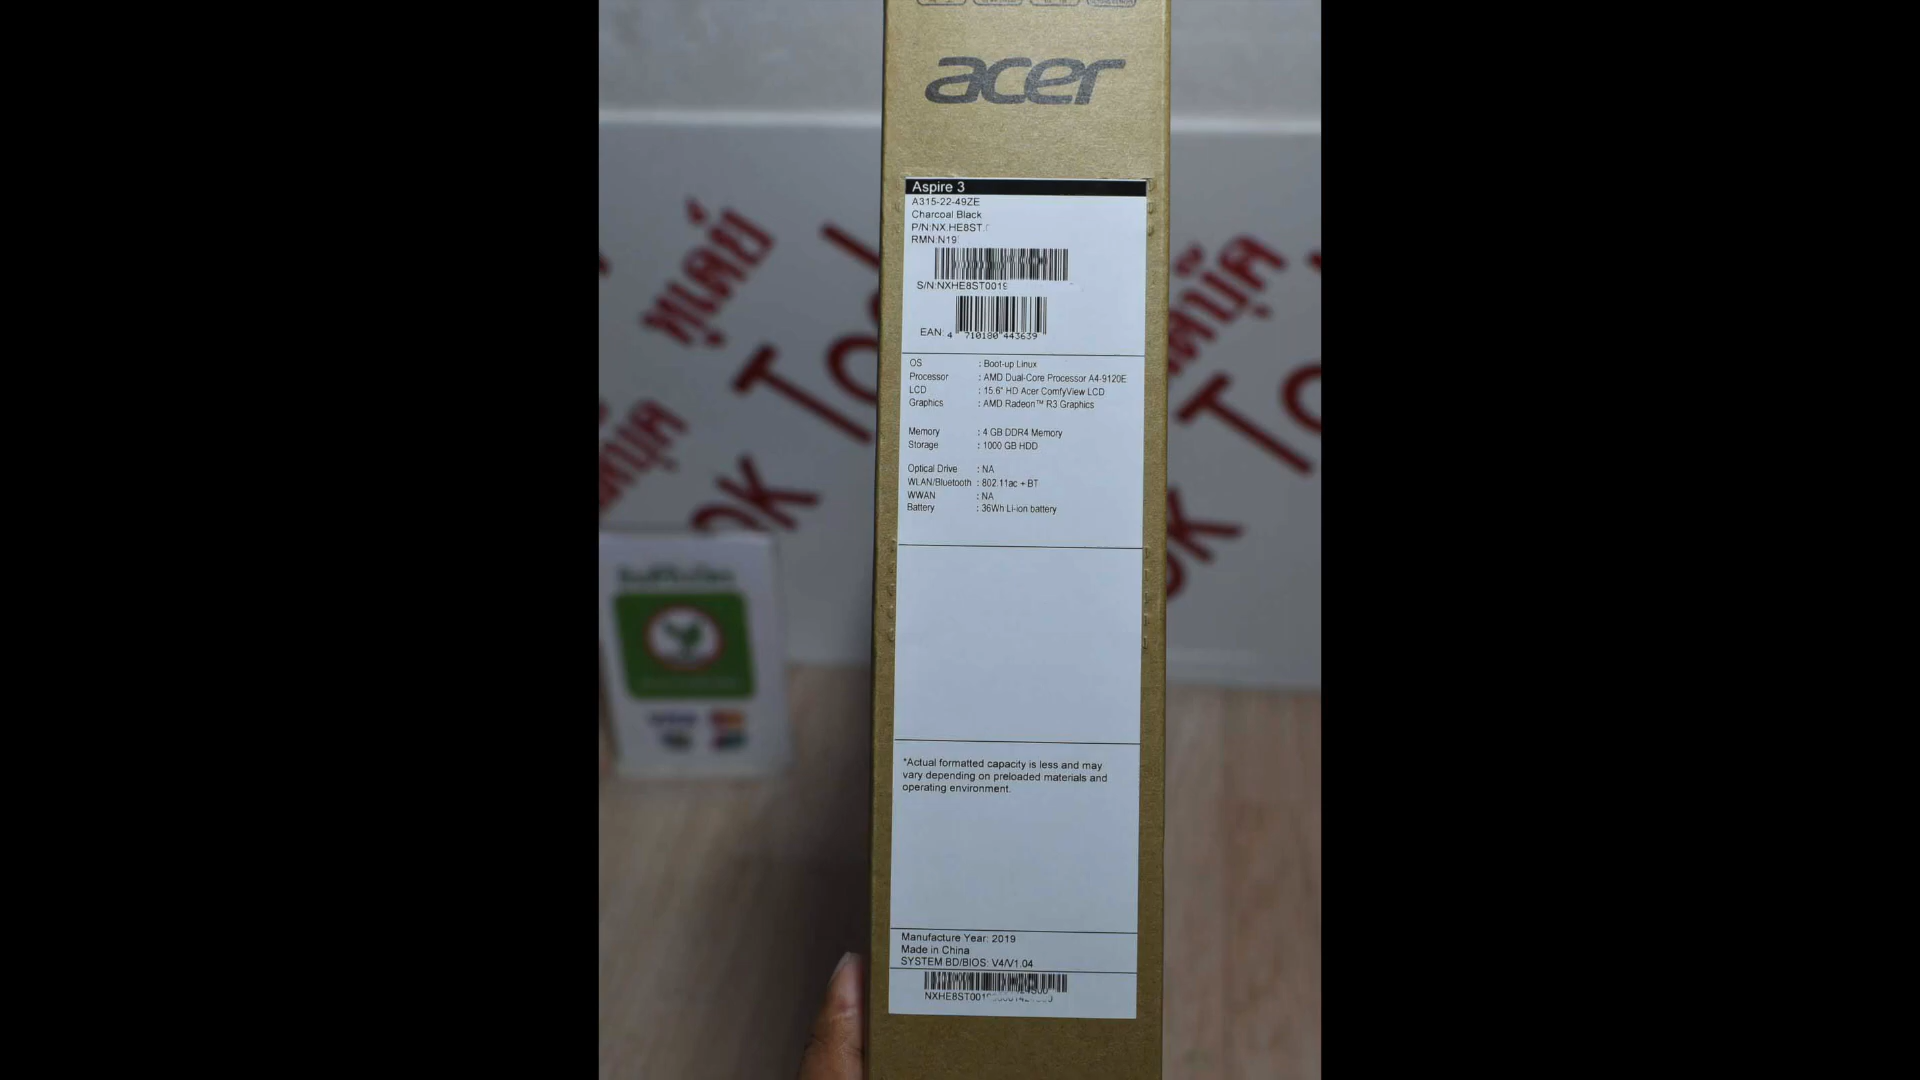 acer
Aspire 3
A315-22-49ZE
Charcoal Black
P/N:NX.HE8ST.
RMN:N19
S/N:NXHE8ST0019
EAN: 4 710180 443639
OS : Boot-up Linux
Processor : AMD Dual-Core Processor A4-9120E
LCD : 15.6" HD Acer ComfyView LCD
Graphics : AMD Radeon™ R3 Graphics
Memory : 4 GB DDR4 Memory
Storage : 1000 GB HDD
Optical Drive : NA
WLAN/Bluetooth : 802.11ac + BT
WWAN : NA
Battery : 36Wh Li-ion battery
*Actual formatted capacity is less and may
vary depending on preloaded materials and
operating environment.
Manufacture Year: 2019
Made in China
SYSTEM BD/BIOS: V4/V1.04
NXHE8ST001